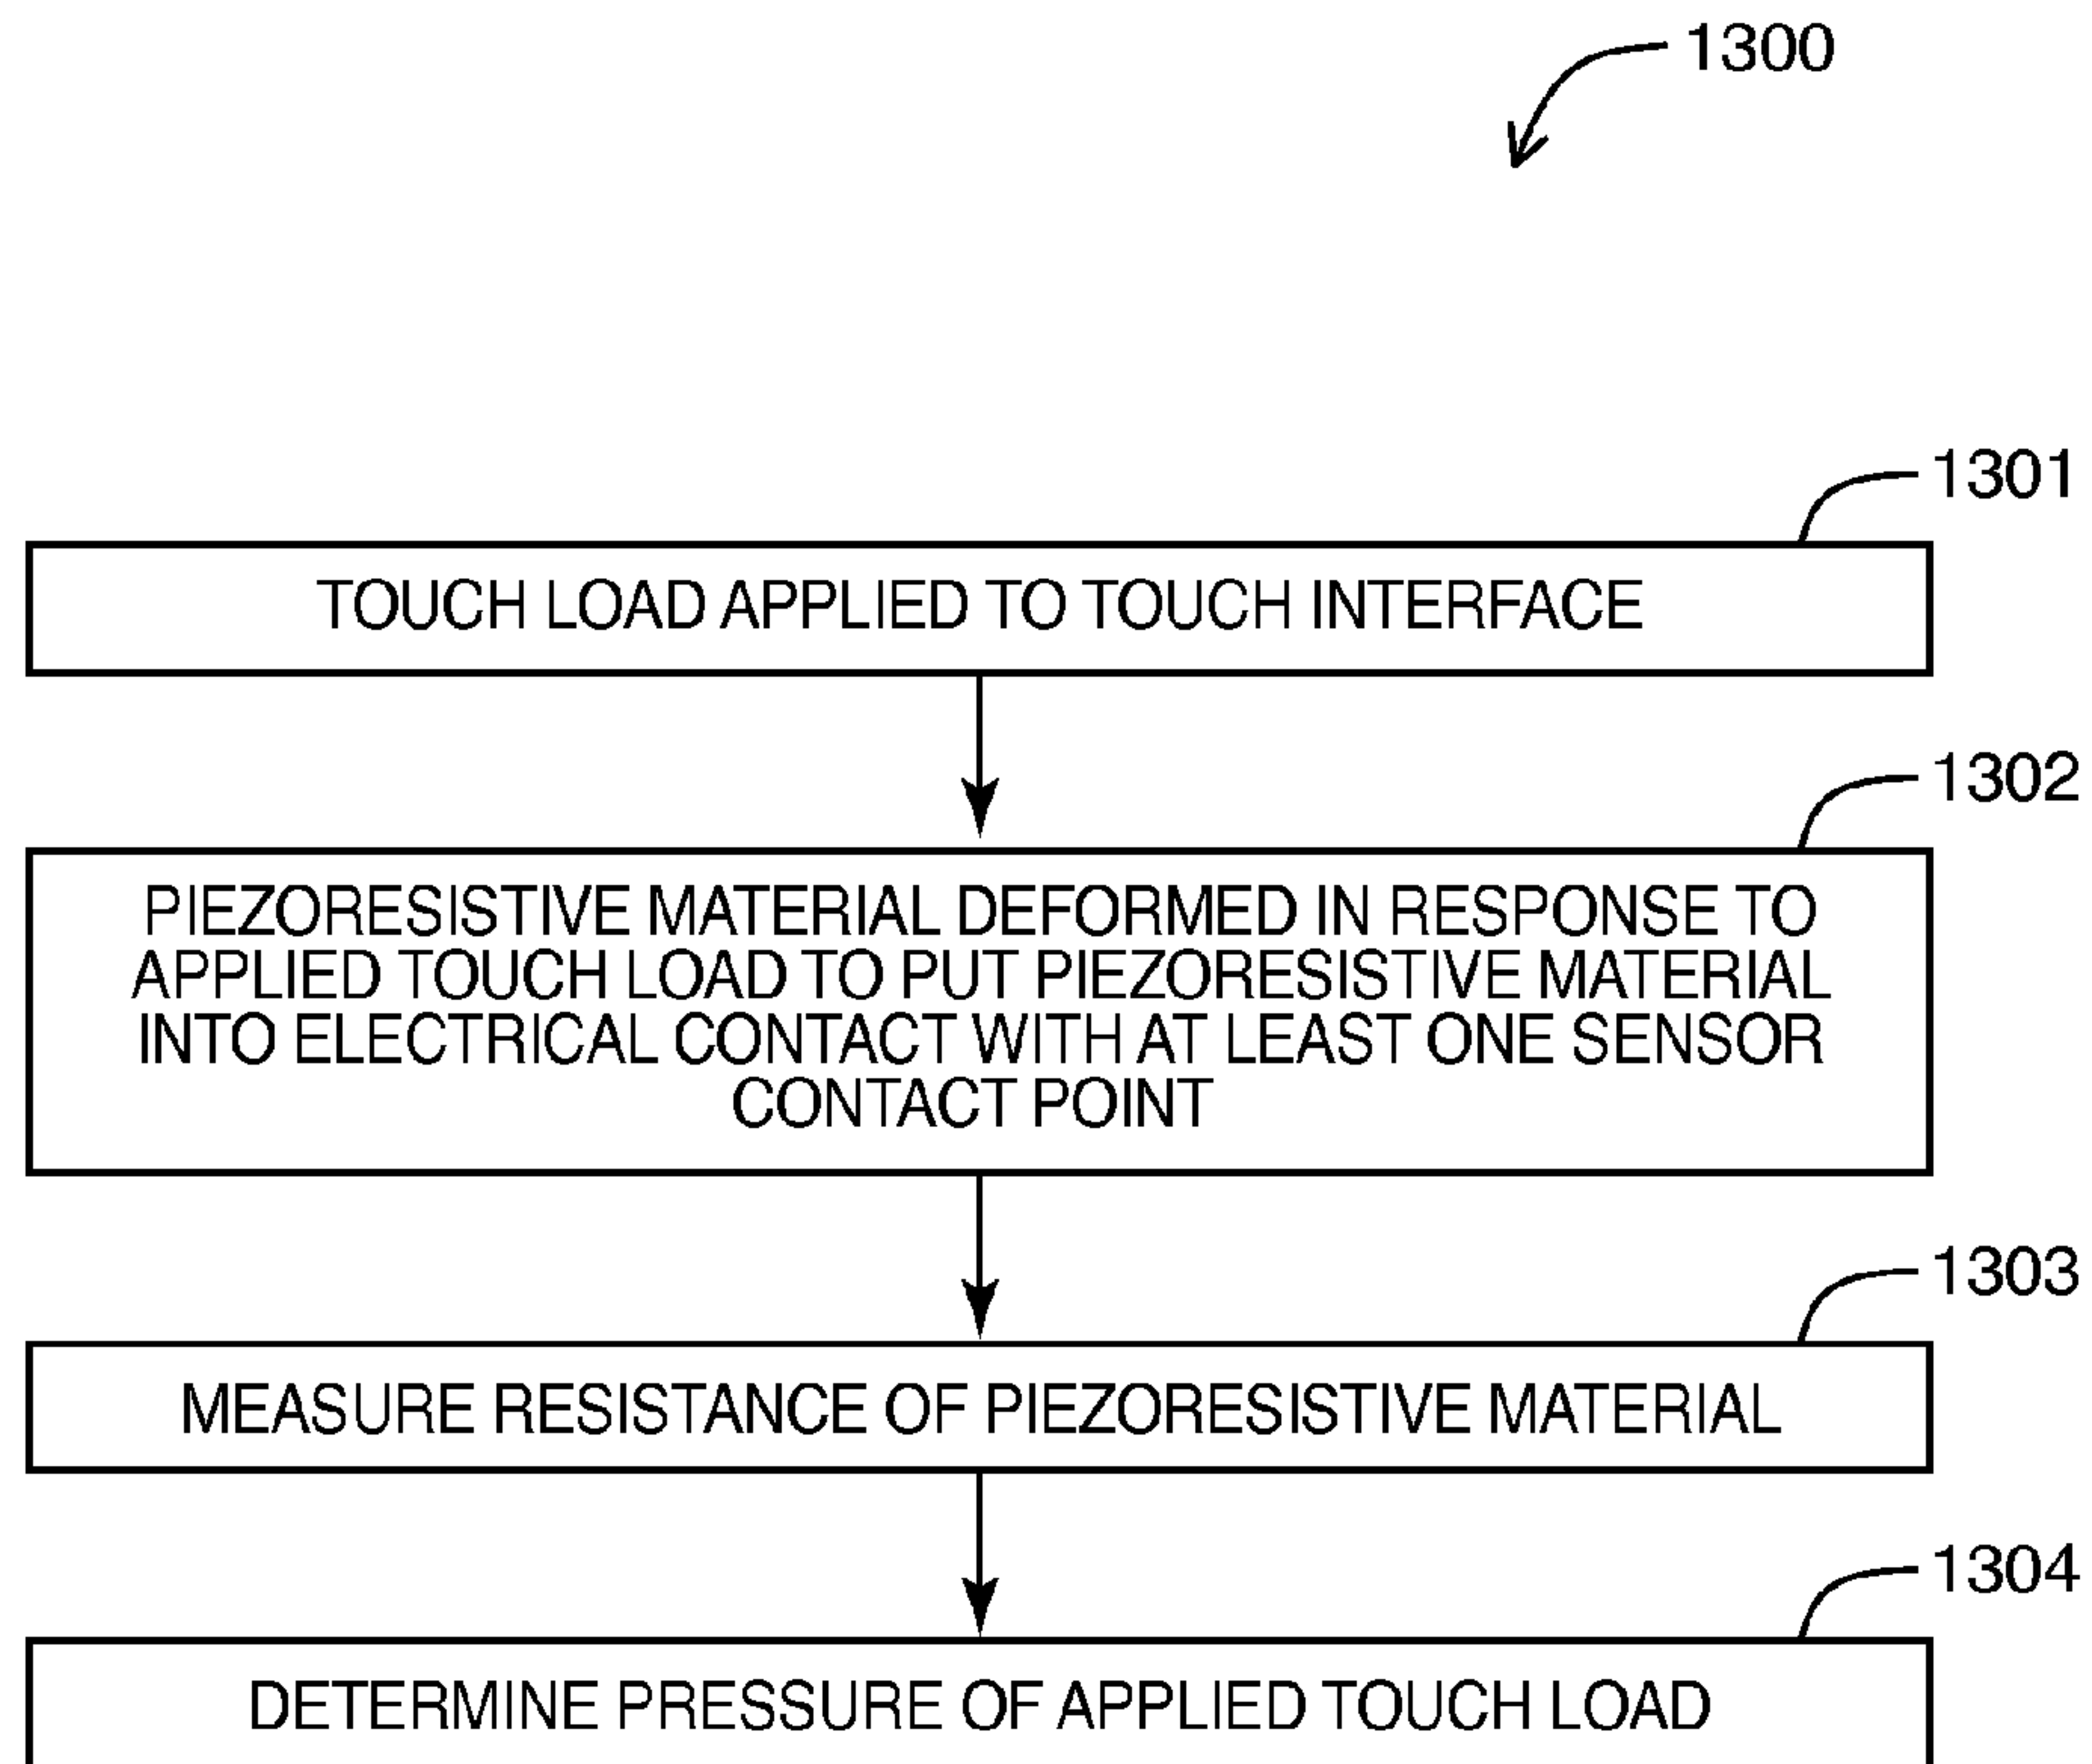 1300
1301
TOUCH LOAD APPLIED TO TOUCH INTERFACE
1302
PIEZORESISTIVE MATERIAL DEFORMED IN RESPONSE TO
APPLIED TOUCH LOAD TO PUT PIEZORESISTIVE MATERIAL
INTO ELECTRICAL CONTACT WITH AT LEAST ONE SENSOR
CONTACT POINT
1303
MEASURE RESISTANCE OF PIEZORESISTIVE MATERIAL
1304
DETERMINE PRESSURE OF APPLIED TOUCH LOAD